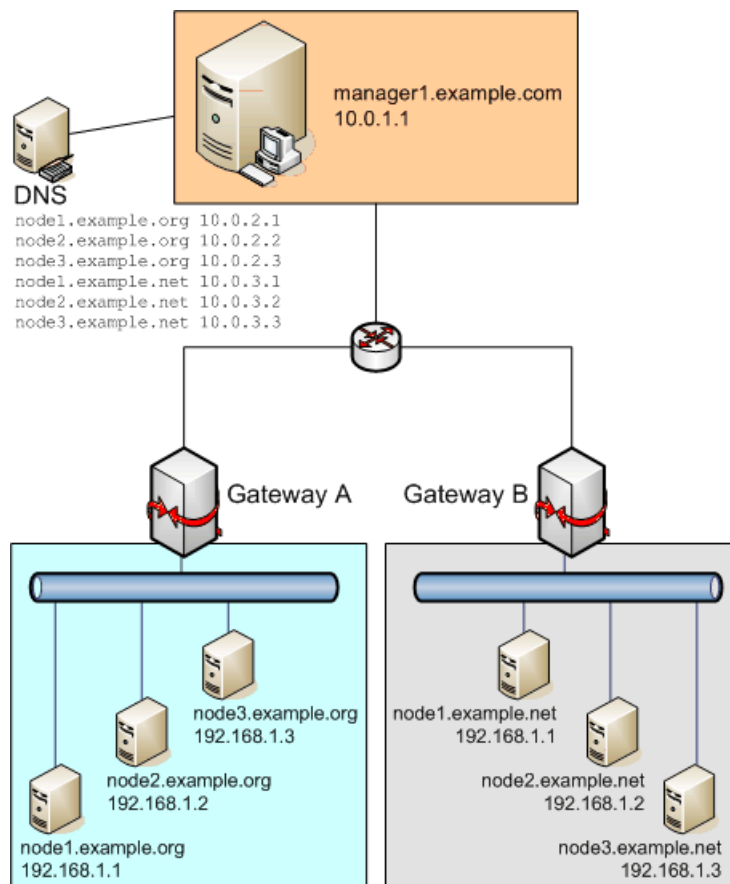 manager1.example.com
10.0.1.1
DNS
node1.example.org 10.0.2.1
node2.example.org 10.0.2.2
node3.example.org 10.0.2.3
node1.example.net 10.0.3.1
node2.example.net 10.0.3.2
node3.example.net 10.0.3.3
Gateway A
Gateway B
node3.example.org
192.168.1.3
node2.example.org
192.168.1.2
node1.example.org
192.168.1.1
node1.example.net
192.168.1.1
node2.example.net
192.168.1.2
node3.example.net
192.168.1.3